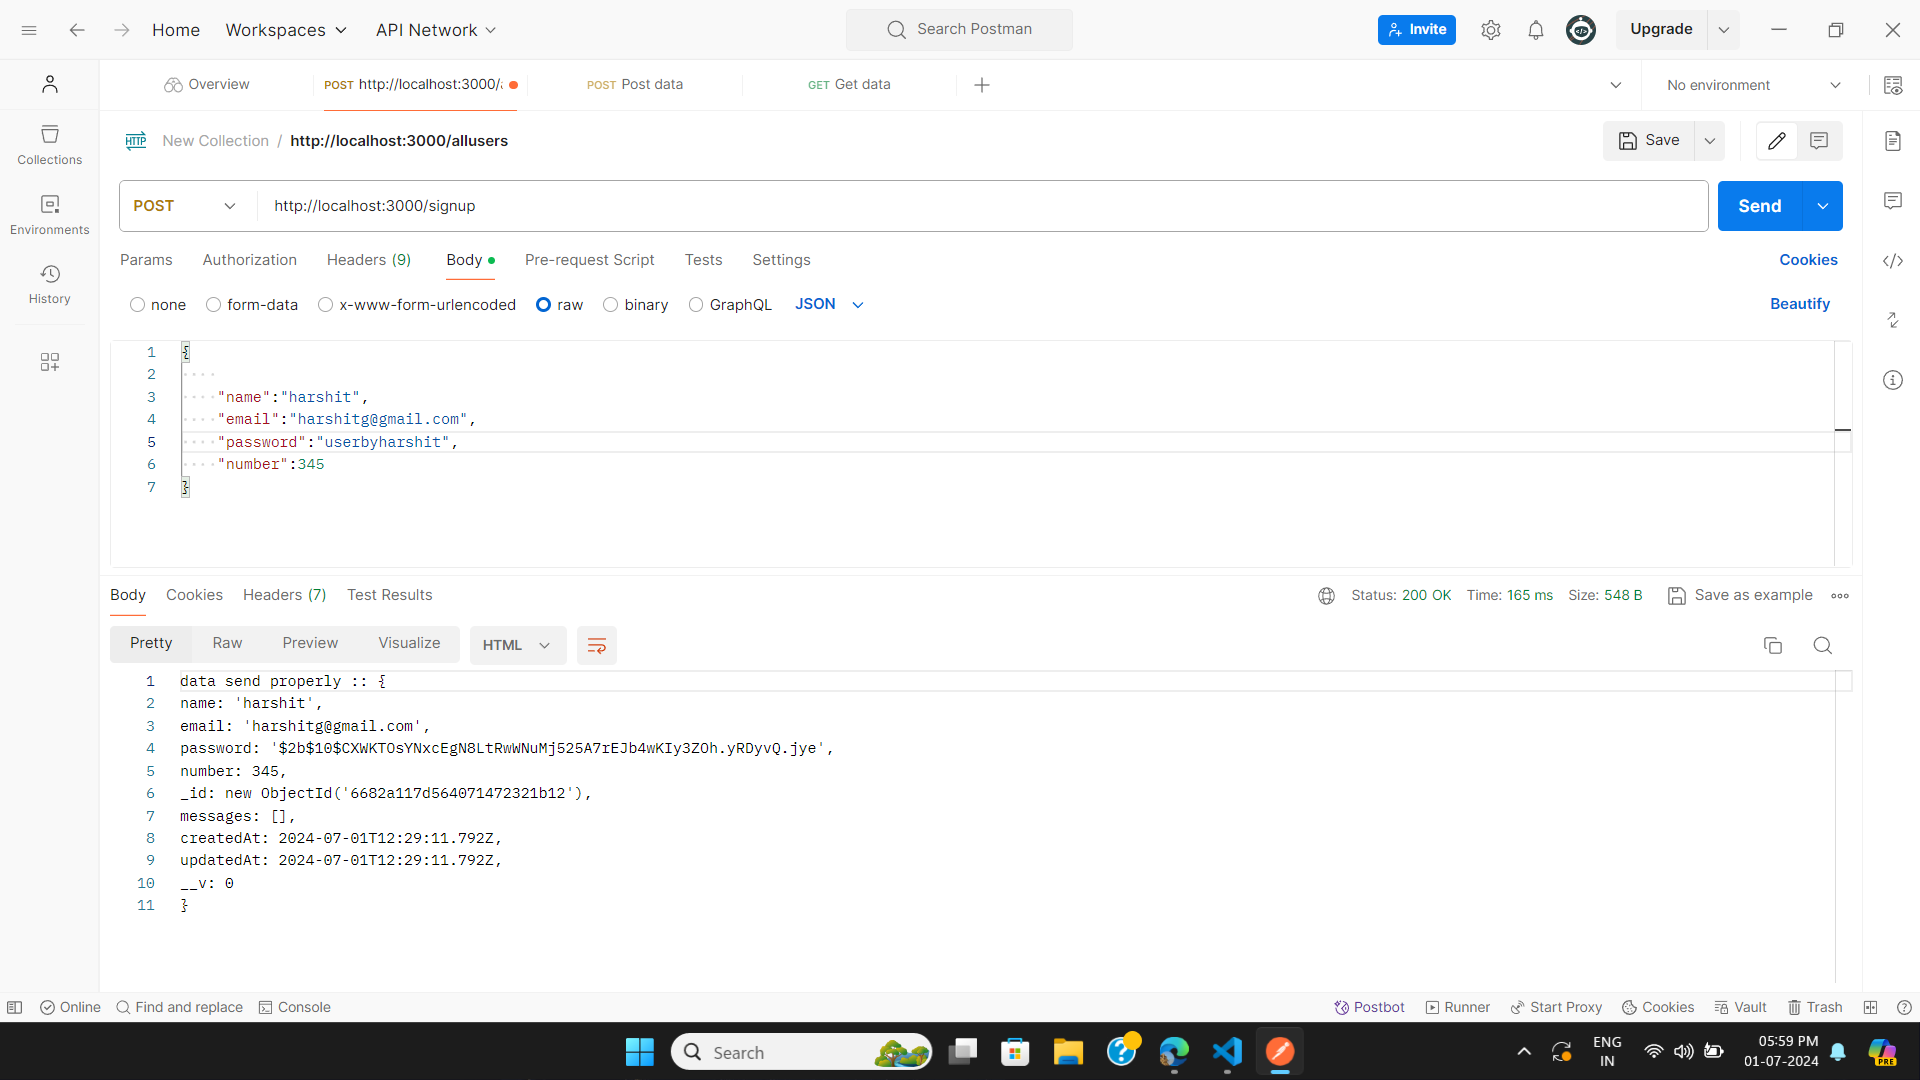 Home Workspaces API Network Search Postman Invite Upgrade
Overview POST http://localhost:3000/ POST Post data GET Get data No environment
HTTP New Collection / http://localhost:3000/allusers Save
Collections
POST http://localhost:3000/signup Send
Environments
Params Authorization Headers (9) Body Pre-request Script Tests Settings Cookies
History
none form-data x-www-form-urlencoded raw binary GraphQL JSON Beautify
1 {
2
3 "name":"harshit",
4 "email":"harshitg@gmail.com",
5 "password":"userbyharshit",
6 "number":345
7 }
Body Cookies Headers (7) Test Results Status: 200 OK Time: 165 ms Size: 548 B Save as example
Pretty Raw Preview Visualize HTML
1 data send properly :: {
2 name: 'harshit',
3 email: 'harshitg@gmail.com',
4 password: '$2b$10$CXWKTOsYNxcEgN8LtRwWNuMj525A7rEJb4wKIy3ZOh.yRDyvQ.jye',
5 number: 345,
6 _id: new ObjectId('6682a117d564071472321b12'),
7 messages: [],
8 createdAt: 2024-07-01T12:29:11.792Z,
9 updatedAt: 2024-07-01T12:29:11.792Z,
10 __v: 0
11 }
Online Find and replace Console Postbot Runner Start Proxy Cookies Vault Trash
Search ENG 05:59 PM
IN 01-07-2024 PRE